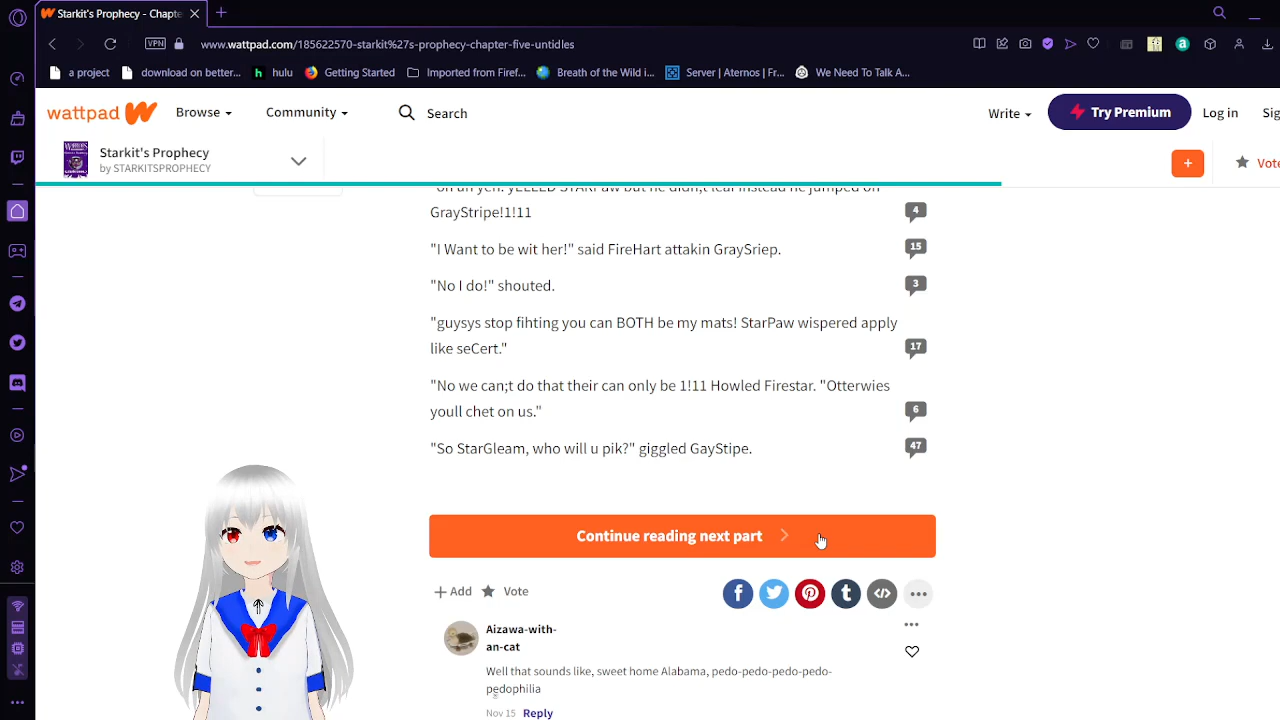 Starkit's Prophecy - Chapte
VPN
www.wattpad.com/185622570-starkit%27s-prophecy-chapter-five-untidles
a project
download on better...
hulu
Getting Started
Imported from Firef...
Breath of the Wild i...
Server | Aternos | Fr...
We Need To Talk A...
wattpad
Browse
Community
Search
Write
Try Premium
Log in
Sig
Starkit's Prophecy
by STARKITSPROPHECY
+
Vote
GrayStripe!1!11
4
"I Want to be wit her!" said FireHart attakin GraySriep.
15
"No I do!" shouted.
3
"guysys stop fihting you can BOTH be my mats! StarPaw wispered apply
like seCert."
17
"No we can;t do that their can only be 1!11 Howled Firestar. "Otterwies
youll chet on us."
6
"So StarGleam, who will u pik?" giggled GayStipe.
47
Continue reading next part
+ Add
Vote
Aizawa-with-
an-cat
Well that sounds like, sweet home Alabama, pedo-pedo-pedo-pedo-
pedophilia
Nov 15 Reply